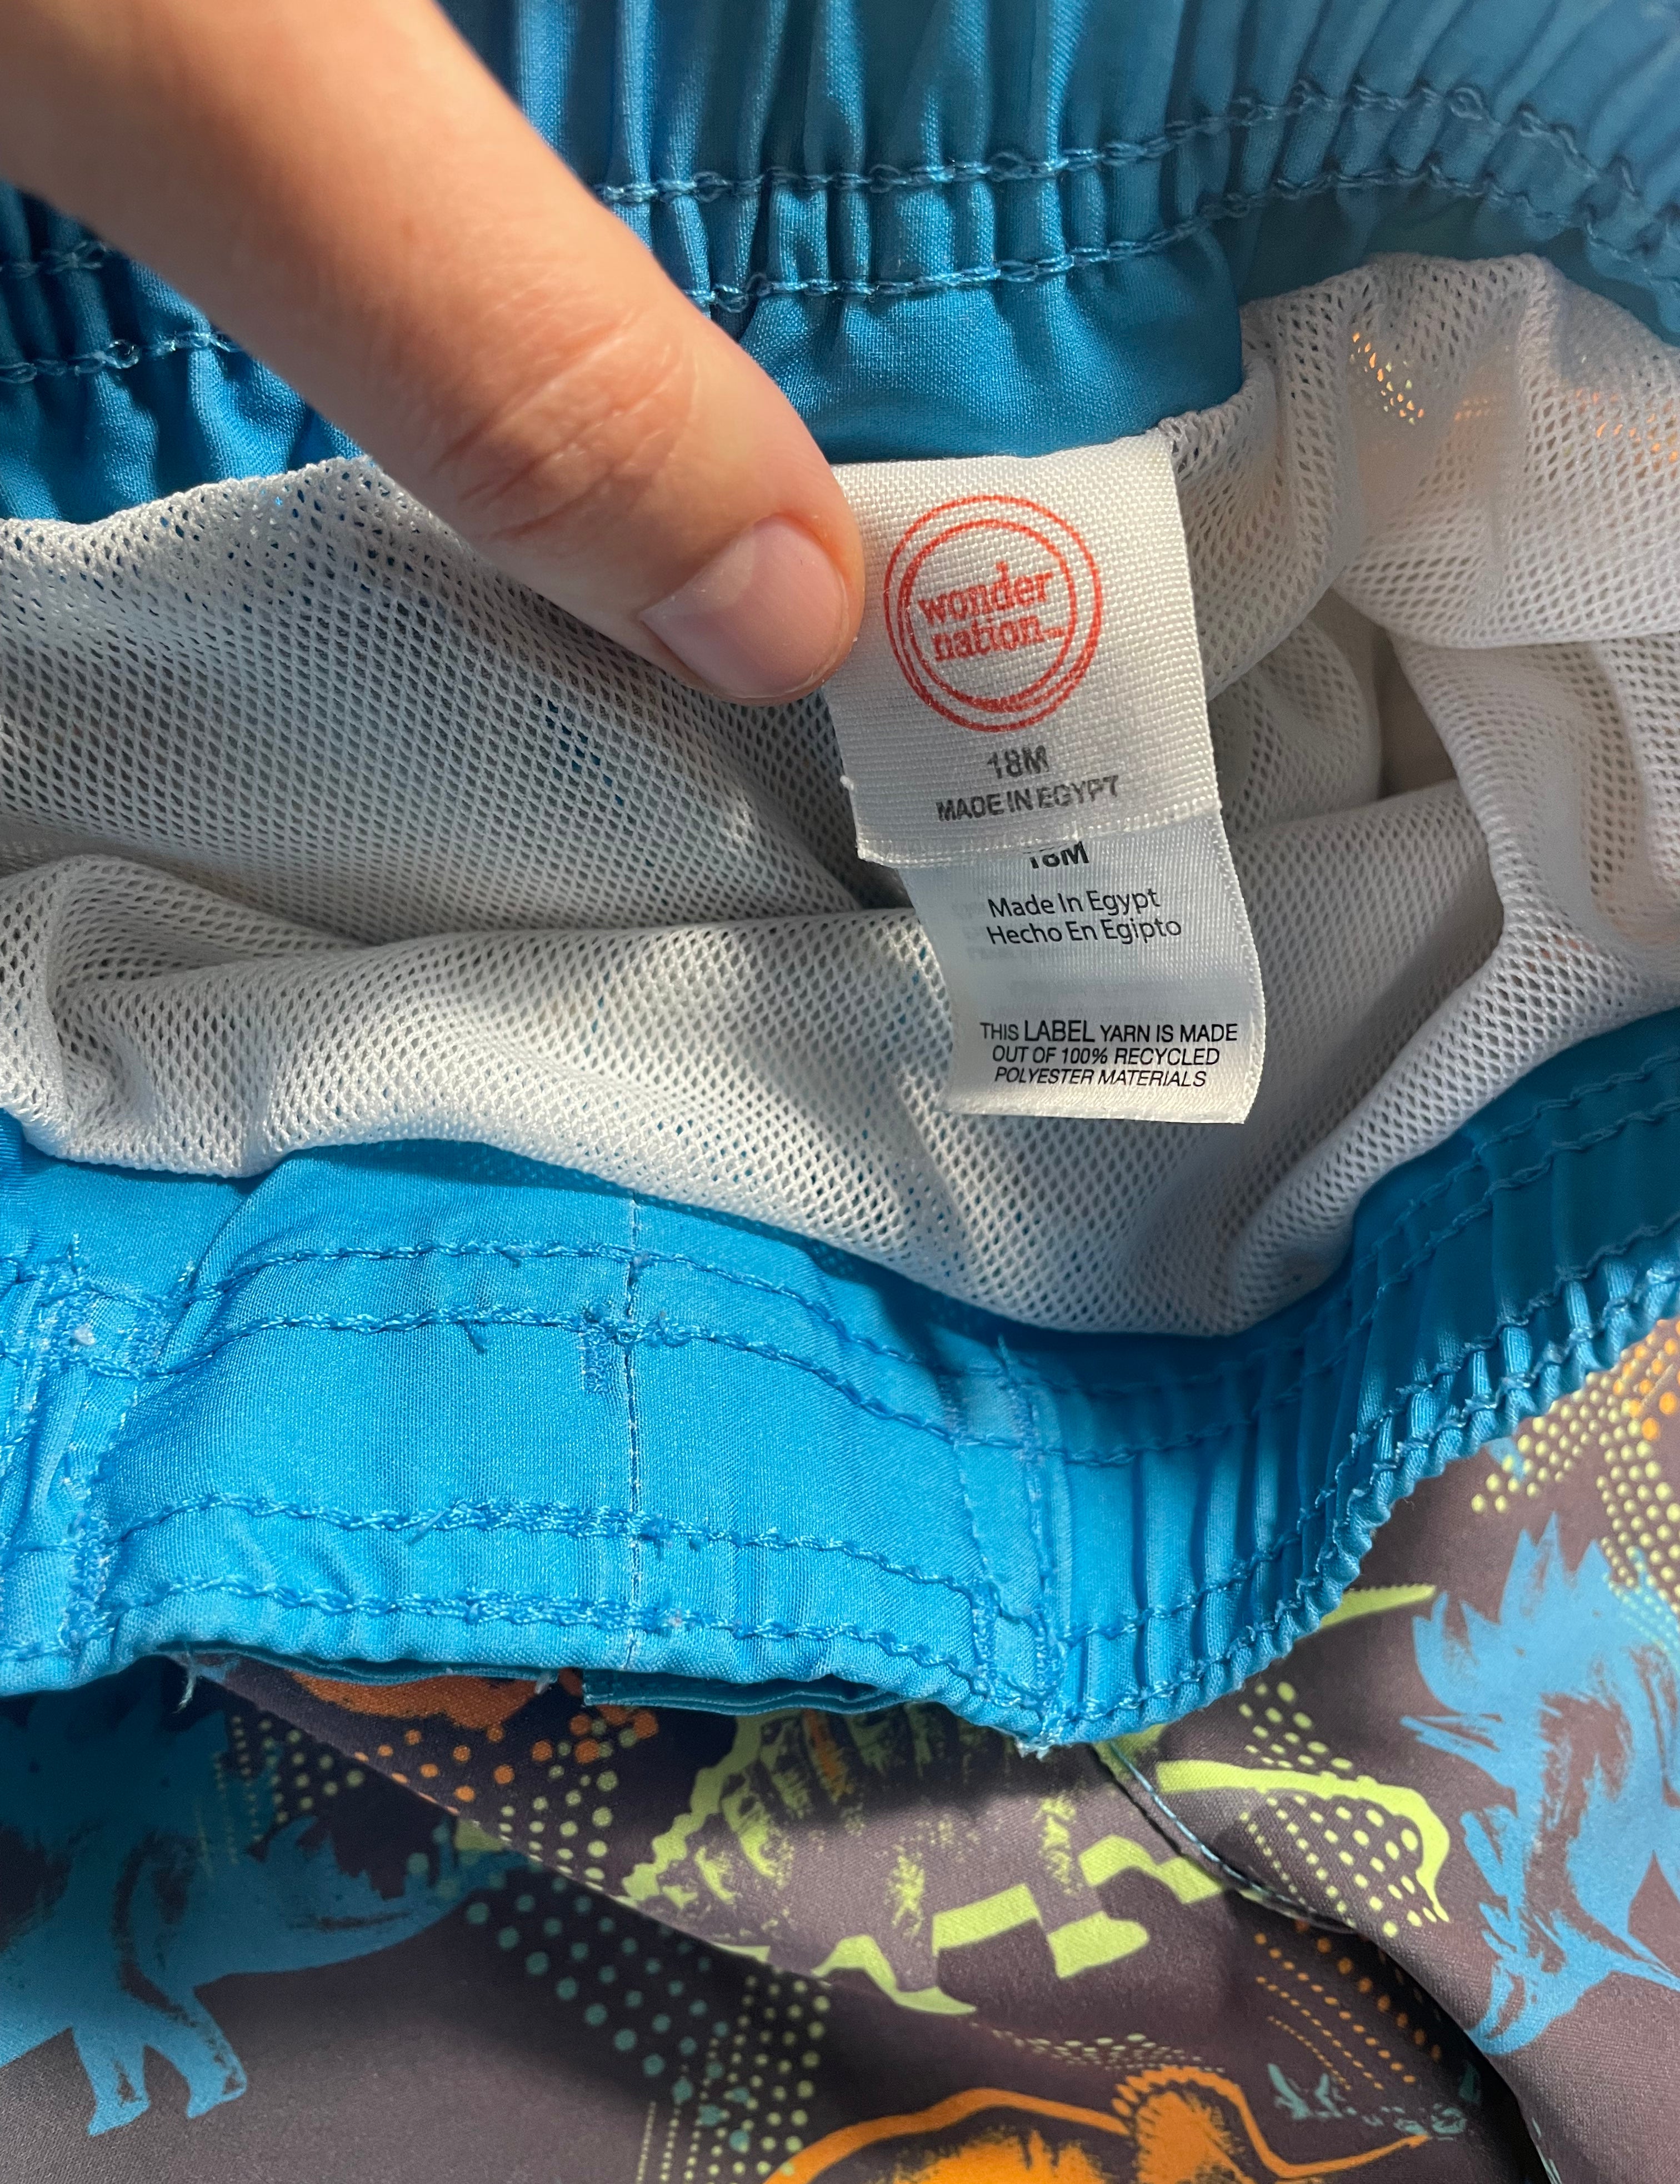 wonder
nation
18M
MADE IN EGYPT
18M
Made In Egypt
Hecho En Egipto
THIS LABEL YARN IS MADE
OUT OF 100% RECYCLED
POLYESTER MATERIALS